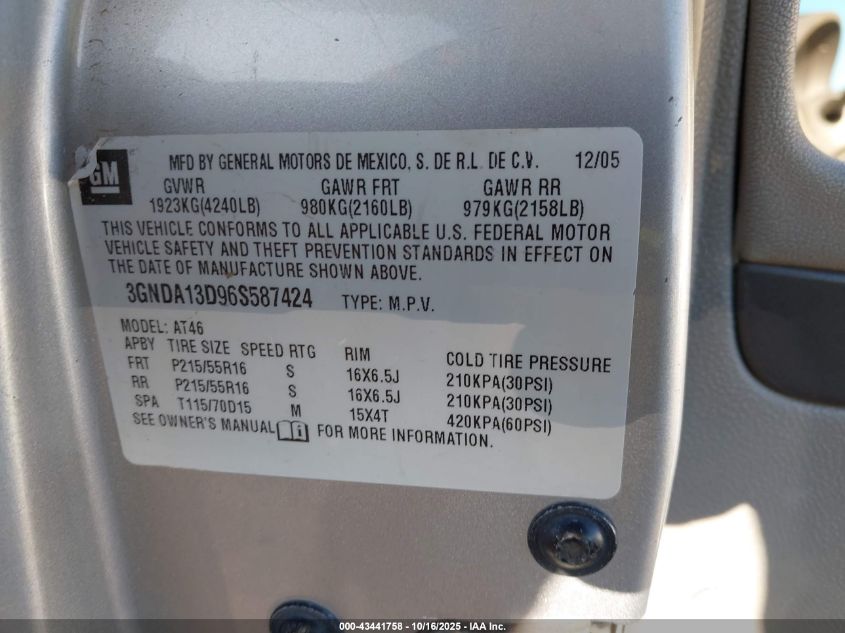 GM
MFD BY GENERAL MOTORS DE MEXICO, S. DE R.L. DE C.V. 12/05
GVWR GAWR FRT GAWR RR
1923KG(4240LB) 980KG(2160LB) 979KG(2158LB)
THIS VEHICLE CONFORMS TO ALL APPLICABLE U.S. FEDERAL MOTOR
VEHICLE SAFETY AND THEFT PREVENTION STANDARDS IN EFFECT ON
THE DATE OF MANUFACTURE SHOWN ABOVE.
3GNDA13D96S587424 TYPE: M.P.V.
MODEL: AT46
APBY TIRE SIZE SPEED RTG RIM COLD TIRE PRESSURE
FRT P215/55R16 S 16X6.5J 210KPA(30PSI)
RR P215/55R16 S 16X6.5J 210KPA(30PSI)
SPA T115/70D15 M 15X4T 420KPA(60PSI)
SEE OWNER'S MANUAL i FOR MORE INFORMATION.
000-43441758 - 10/16/2025 - IAA Inc.